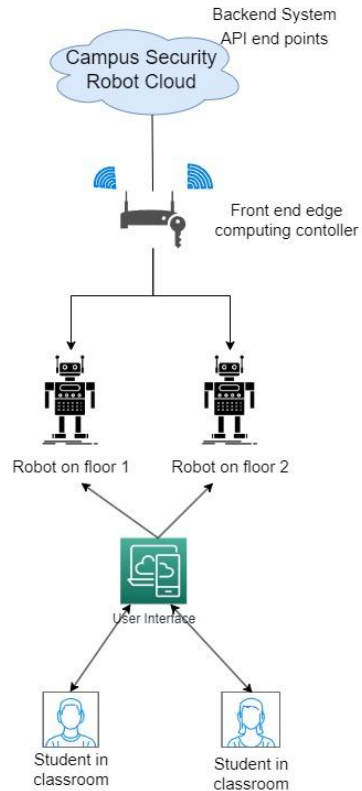 Backend System
API end points
Campus Security
Robot Cloud
Front end edge
computing contoller
Robot on floor 1
Robot on floor 2
User Interface
Student in
classroom
Student in
classroom